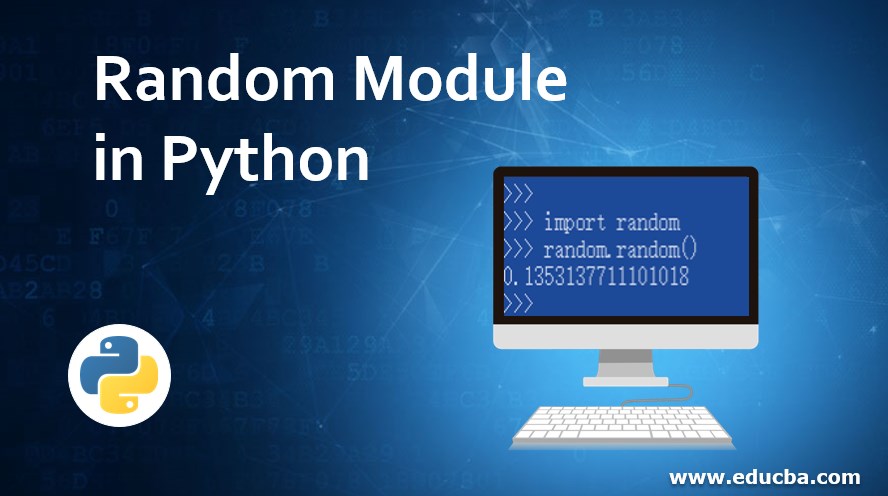 Random Module
in Python
>>>
>>> import random
>>> random.random()
0.1353137711101018
>>>
www.educba.com